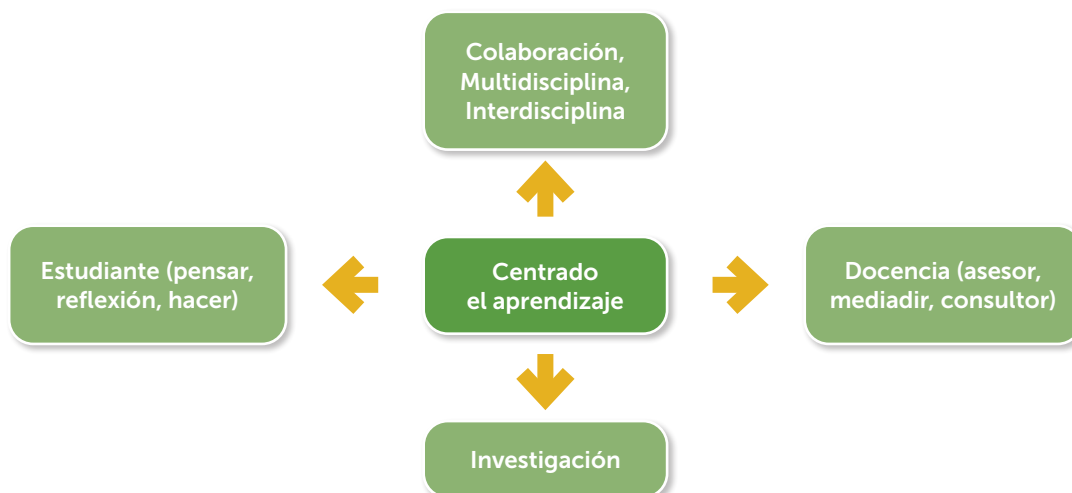 Colaboración,
Multidisciplina,
Interdisciplina
Estudiante (pensar,
reflexión, hacer)
Centrado
el aprendizaje
Docencia (asesor,
mediadir, consultor)
Investigación